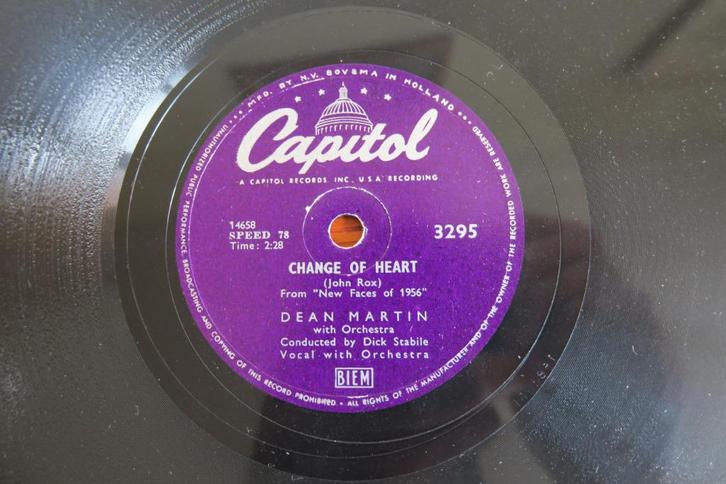 • • • MFD. BY N.V. BOVEMA IN HOLLAND • • •
Capitol
A CAPITOL RECORDS INC. U.S.A RECORDING
14658
SPEED 78
Time: 2:28
3295
CHANGE OF HEART
(John Rox)
From "New Faces of 1956"
DEAN MARTIN
with Orchestra
Conducted by Dick Stabile
Vocal with Orchestra
BIEM
UNAUTHORIZED PUBLIC PERFORMANCE, BROADCASTING AND COPYING OF THIS RECORD PROHIBITED • ALL RIGHTS OF THE MANUFACTURER AND OF THE OWNER OF THE RECORDED WORK ARE RESERVED